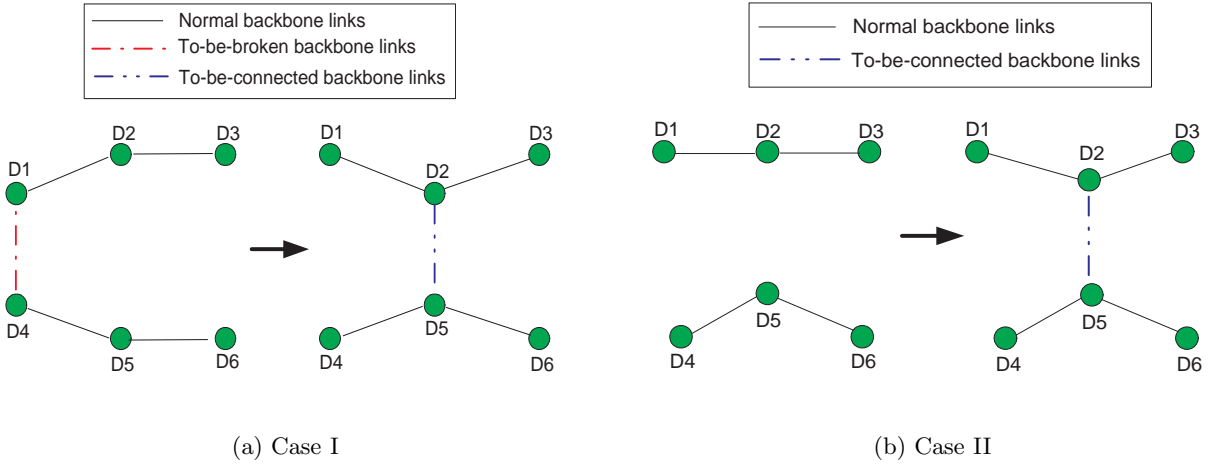 Normal backbone links
To-be-broken backbone links
To-be-connected backbone links
D1 D2 D3
D4 D5 D6
D1 D2 D3
D4 D5 D6
(a) Case I
Normal backbone links
To-be-connected backbone links
D1 D2 D3
D4 D5 D6
D1 D2 D3
D4 D5 D6
(b) Case II